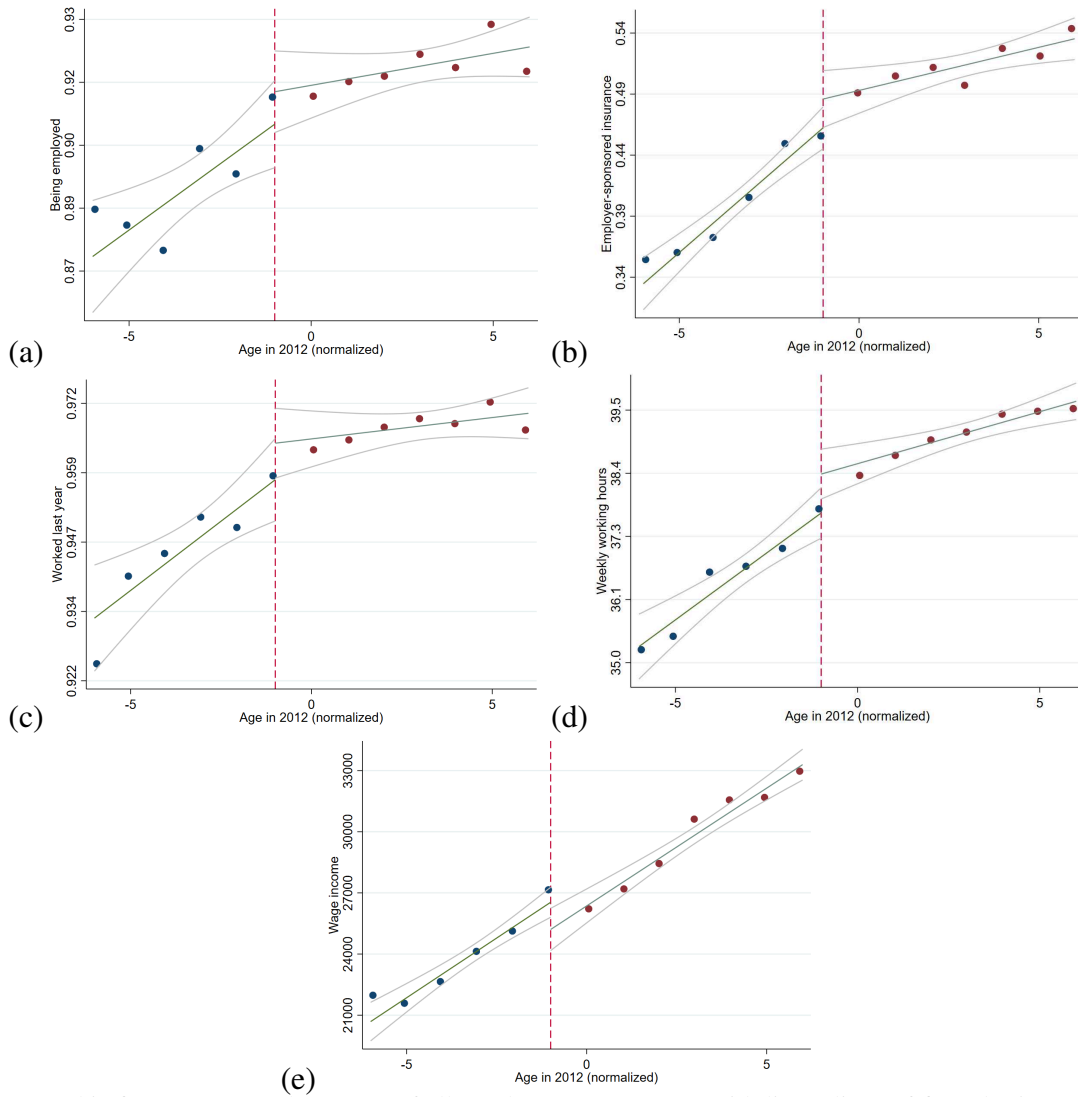 0.93
0.92
0.90
0.89
0.87
Being employed
-5
0
5
Age in 2012 (normalized)
(a)
0.54
0.49
0.44
0.39
0.34
Employer-sponsored insurance
-5
0
5
Age in 2012 (normalized)
(b)
0.972
0.959
0.947
0.934
0.922
Worked last year
-5
0
5
Age in 2012 (normalized)
(c)
39.5
38.4
37.3
36.1
35.0
Weekly working hours
-5
0
5
Age in 2012 (normalized)
(d)
33000
30000
27000
24000
21000
Wage income
-5
0
5
Age in 2012 (normalized)
(e)